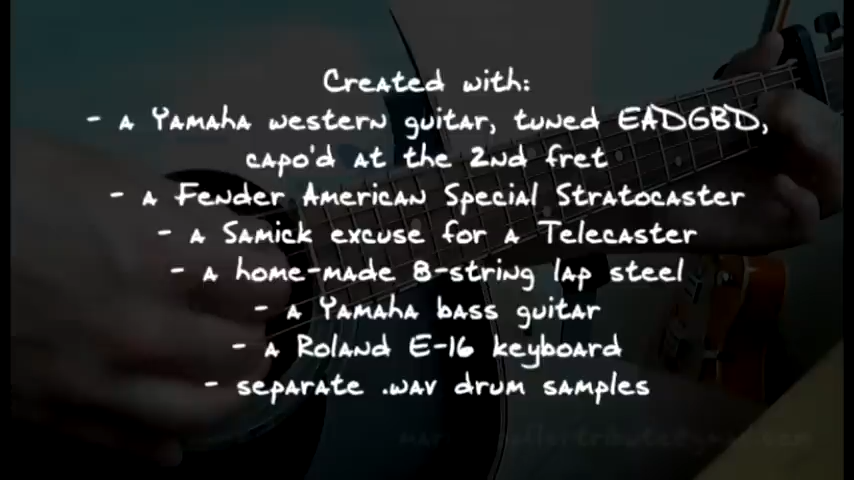 Created with:
- a Yamaha western guitar, tuned EADGBD,
capo'd at the 2nd fret
- a Fender American Special Stratocaster
- a Samick excuse for a Telecaster
- a home-made 8-string lap steel
- a Yamaha bass guitar
- a Roland E-16 keyboard
- separate .wav drum samples